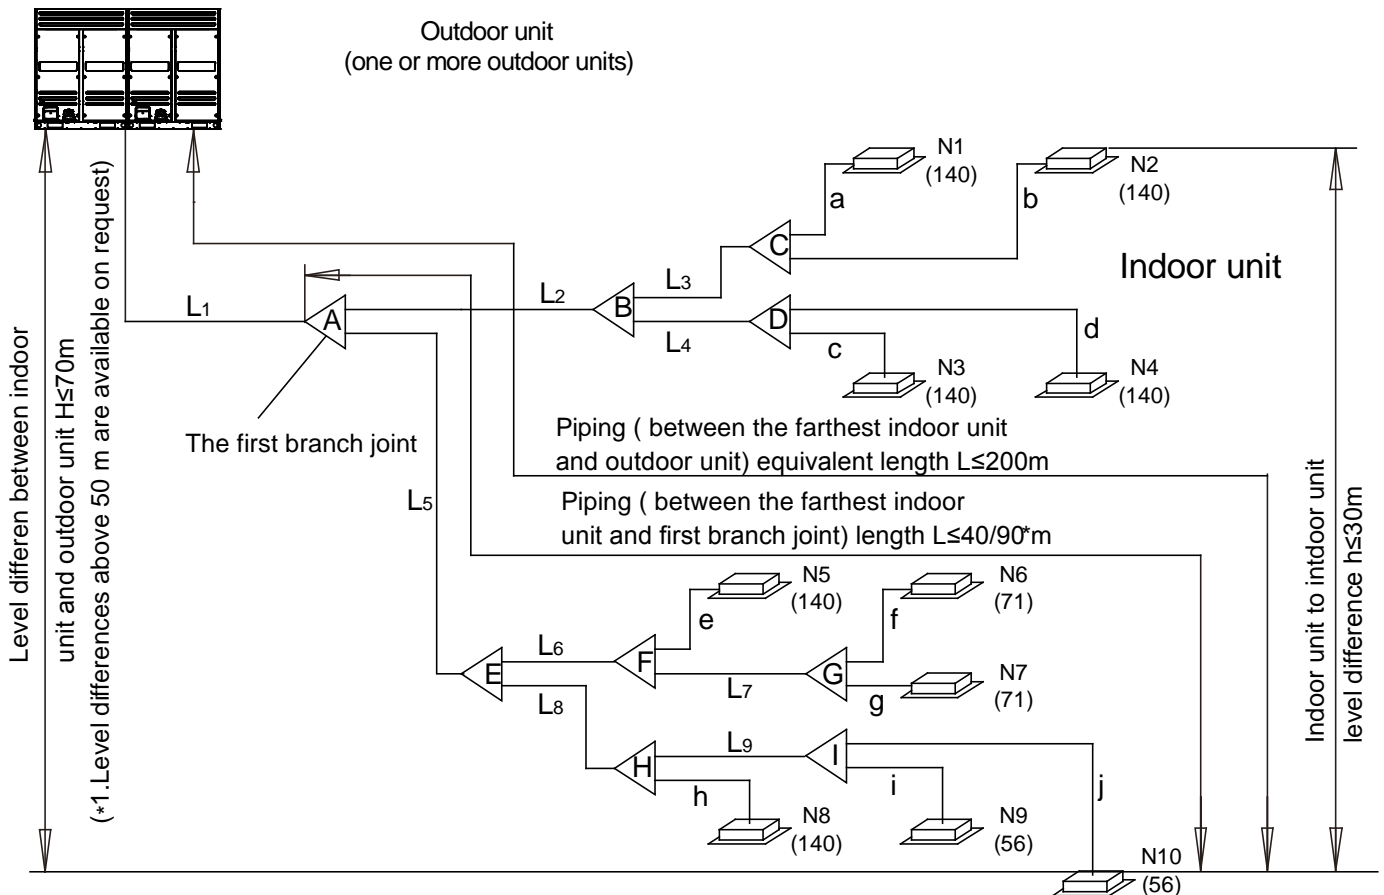 Outdoor unit
(one or more outdoor units)
Level differen between indoor
unit and outdoor unit H≤70m
(*1.Level differences above 50 m are available on request)
N1
(140)
N2
(140)
a
b
C
Indoor unit
L1
A
L2
B
L3
L4
D
c
d
N3
(140)
N4
(140)
The first branch joint
Piping ( between the farthest indoor unit
and outdoor unit) equivalent length L≤200m
Piping ( between the farthest indoor
unit and first branch joint) length L≤40/90*m
Indoor unit to intdoor unit
level difference h≤30m
L5
N5
(140)
N6
(71)
e
f
E
L6
F
L7
G
g
N7
(71)
L8
H
L9
I
h
i
j
N8
(140)
N9
(56)
N10
(56)